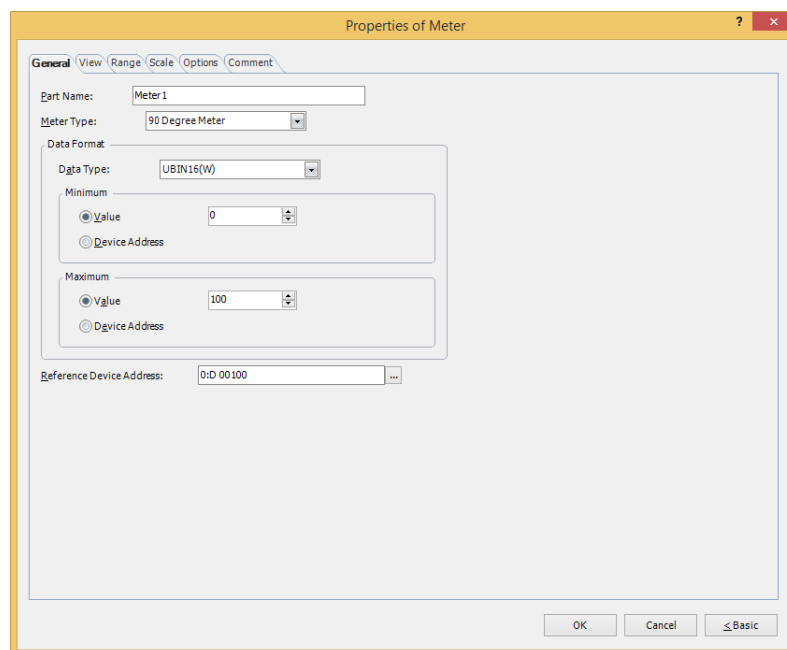 Properties of Meter ? ×
General View Range Scale Options Comment
Part Name: Meter1
Meter Type: 90 Degree Meter
Data Format
Data Type: UBIN16(W)
Minimum
Value 0
Device Address
Maximum
Value 100
Device Address
Reference Device Address: 0:D 00100 ...
OK Cancel < Basic